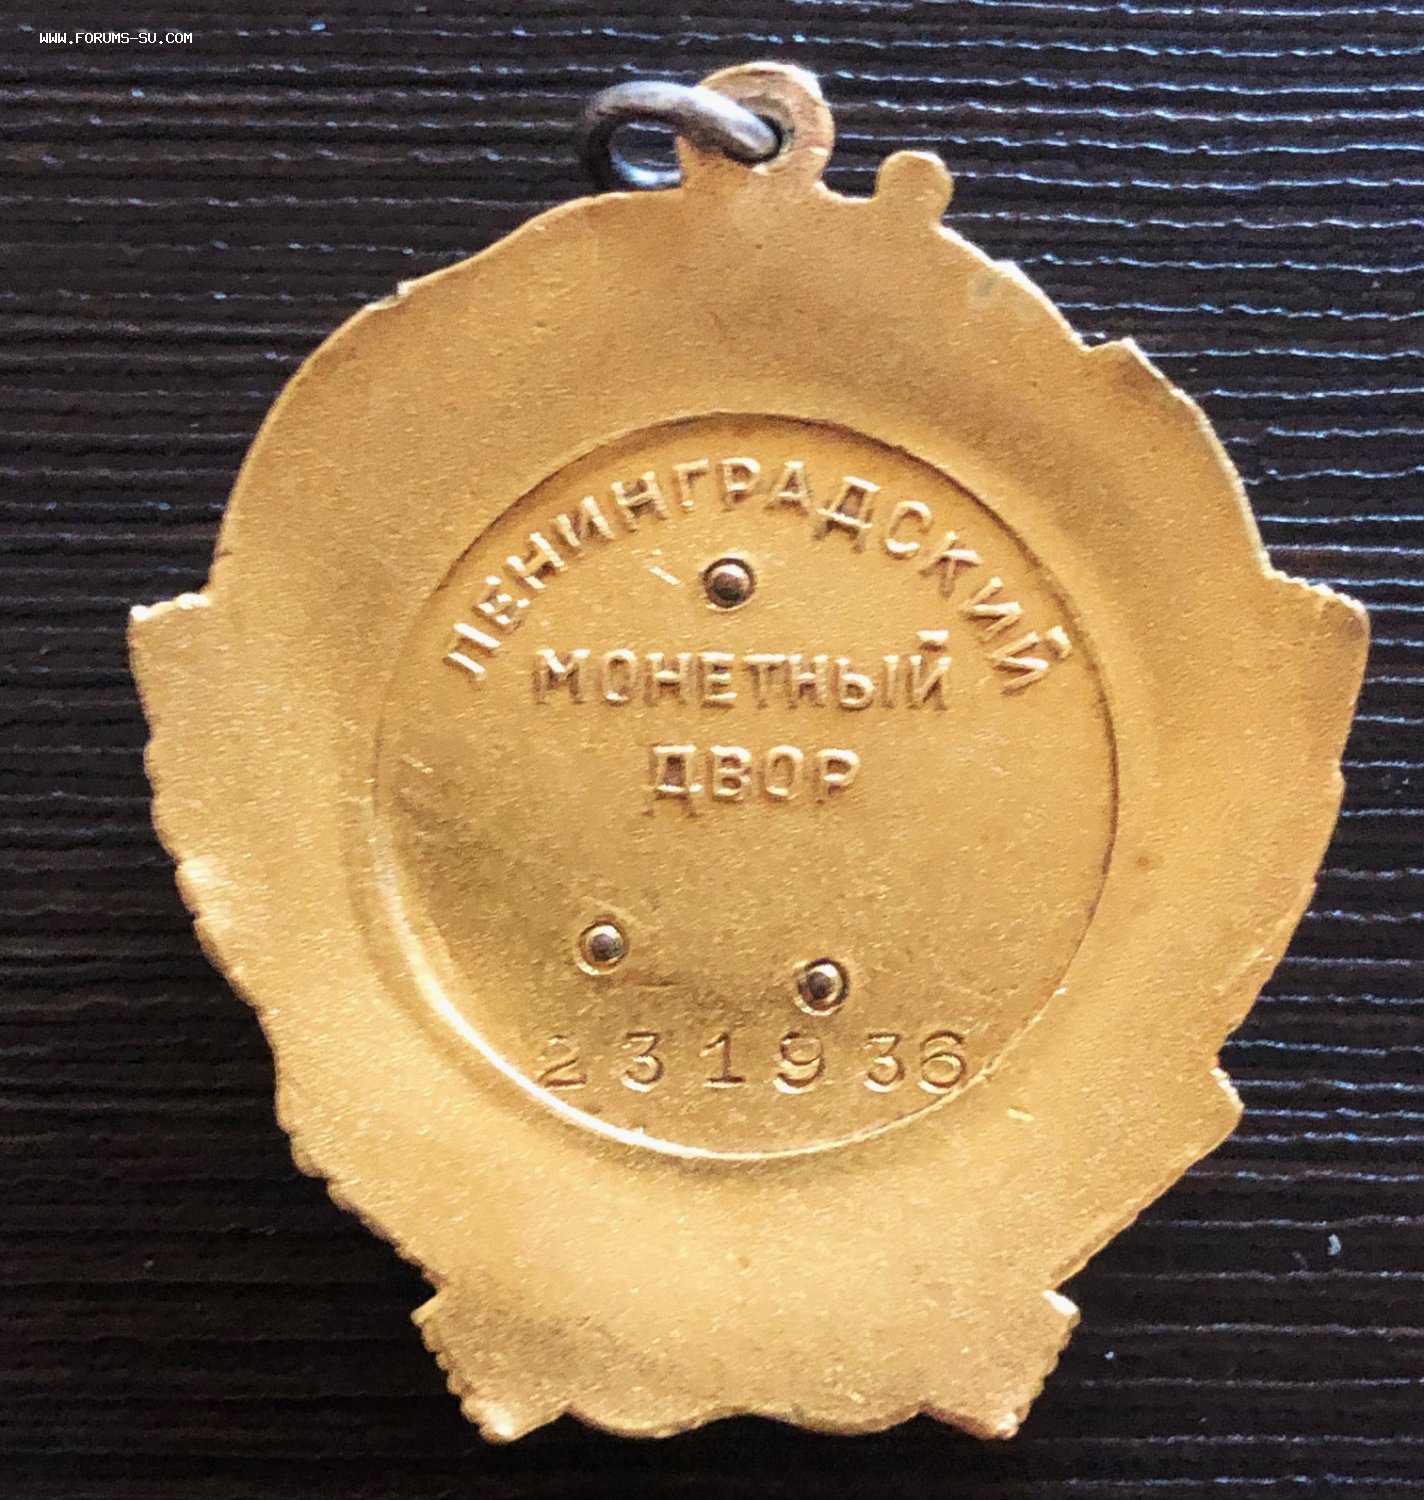 WWW.FORUMS-SU.COM
ЛЕНИНГРАДСКИЙ
МОНЕТНЫЙ
ДВОР
231936